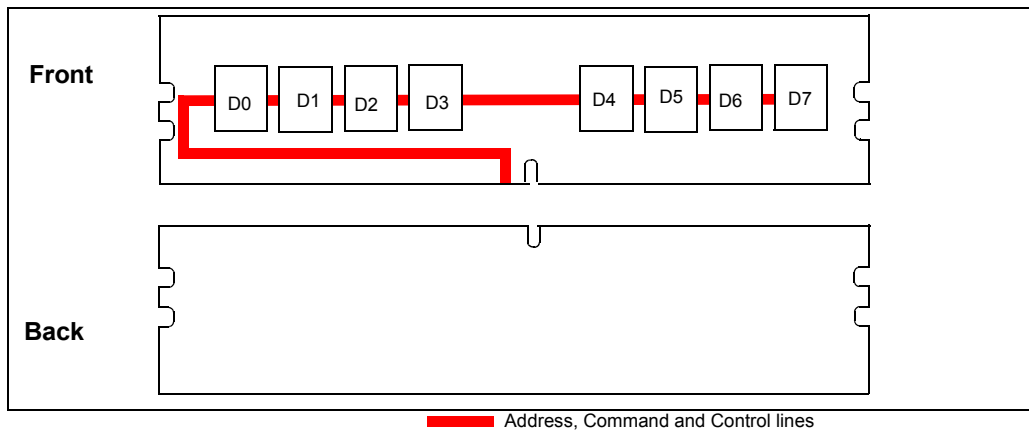 Front
D0 D1 D2 D3 D4 D5 D6 D7
Back
Address, Command and Control lines